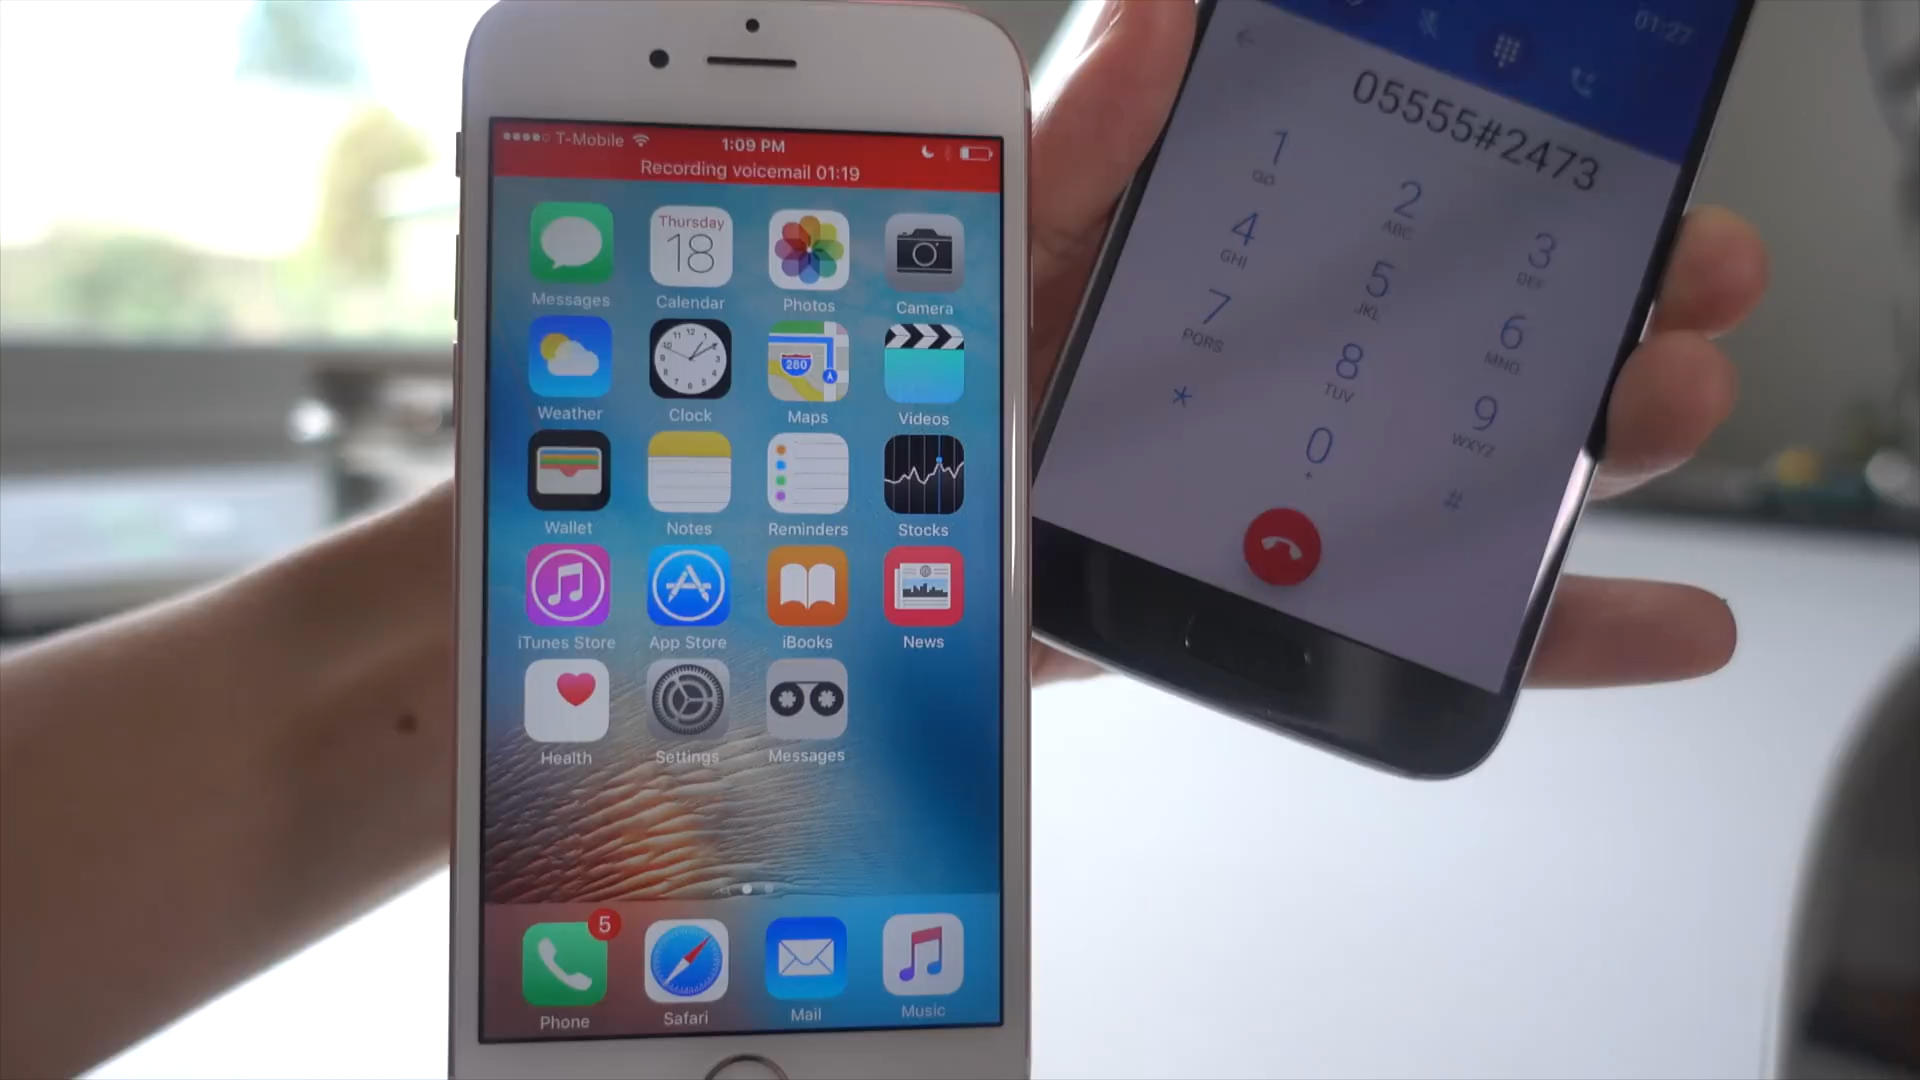 T-Mobile
1:09 PM
Recording voicemail 01:19
Thursday
18
Messages
Calendar
Photos
Camera
12
280
Weather
Clock
Maps
Videos
Wallet
Notes
Reminders
Stocks
iTunes Store
App Store
iBooks
News
Health
Settings
Messages
5
Phone
Safari
Mail
Music
01:27
05555#2473
1
2
ABC
3
DEF
4
GHI
5
JKL
6
MNO
7
PQRS
8
TUV
9
WXYZ
*
0
+
#